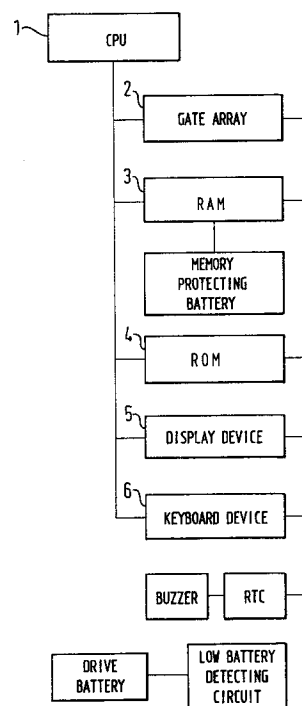 1
CPU
2
GATE ARRAY
3
RAM
MEMORY
PROTECTING
BATTERY
4
ROM
5
DISPLAY DEVICE
6
KEYBOARD DEVICE
BUZZER
RTC
DRIVE
BATTERY
LOW BATTERY
DETECTING
CIRCUIT